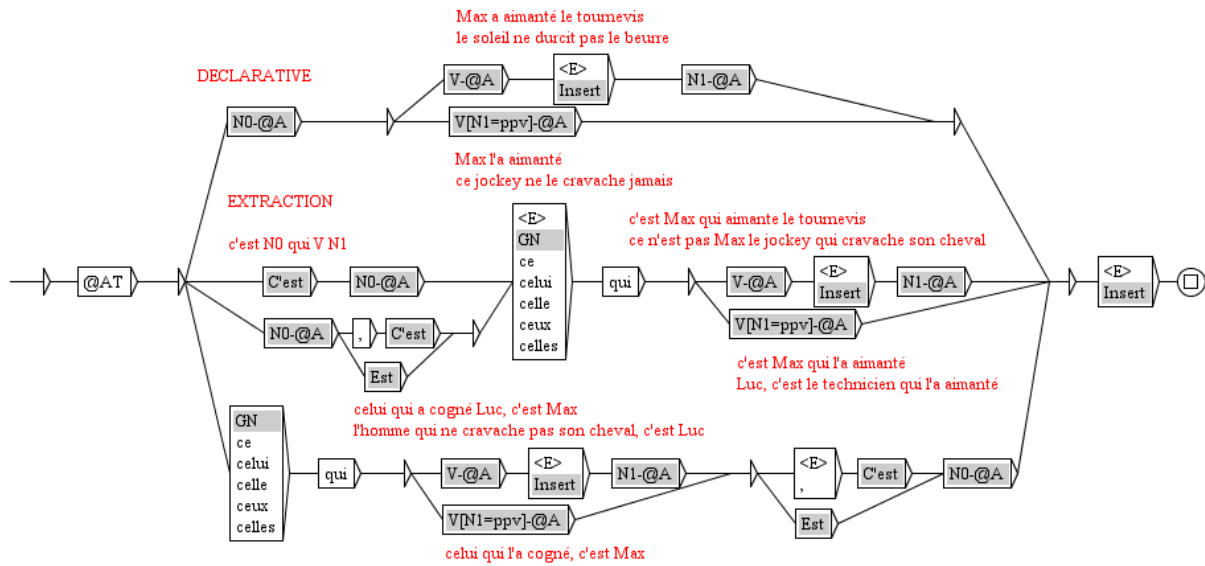 Max a aimanté le tournevis
le soleil ne durcit pas le beurre
DECLARATIVE
<E>
V-@A
Insert
N1-@A
N0-@A
V[N1=ppv]-@A
Max l'a aimanté
ce jockey ne le cravache jamais
EXTRACTION
c'est N0 qui V N1
<E>
GN
ce
celui
celle
ceux
celles
c'est Max qui aimante le tournevis
ce n'est pas Max le jockey qui cravache son cheval
@AT
C'est
N0-@A
qui
V-@A
<E>
Insert
N1-@A
<E>
Insert
N0-@A
,
C'est
Est
V[N1=ppv]-@A
c'est Max qui l'a aimanté
Luc, c'est le technicien qui l'a aimanté
celui qui a cogné Luc, c'est Max
l'homme qui ne cravache pas son cheval, c'est Luc
GN
ce
celui
celle
ceux
celles
qui
V-@A
<E>
Insert
N1-@A
V[N1=ppv]-@A
<E>
,
C'est
Est
N0-@A
celui qui l'a cogné, c'est Max